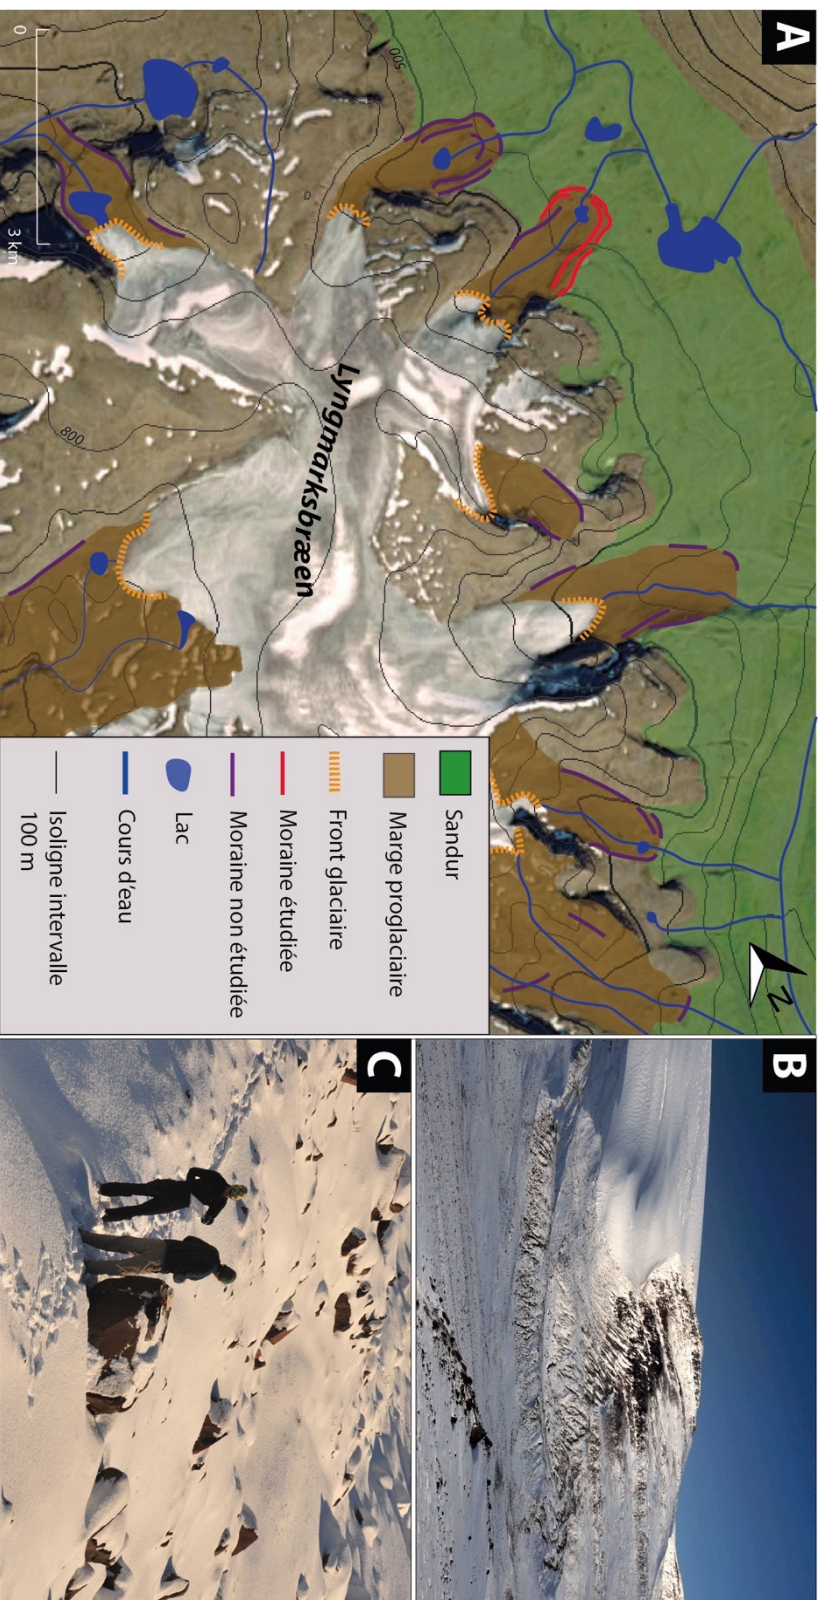 A
500
Lyngmarksbræen
800
0
3 km
N
Sandur
Marge proglaciaire
Front glaciaire
Moraine étudiée
Moraine non étudiée
Lac
Cours d'eau
Isoligne intervalle
100 m
B
C